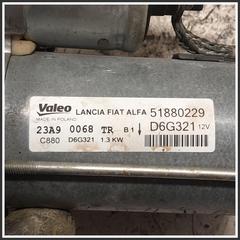 Valeo LANCIA FIAT ALFA 51880229
MADE IN POLAND
23A9 0068 TR B1↓ D6G321 12V
C880 D6G321 1.3 KW